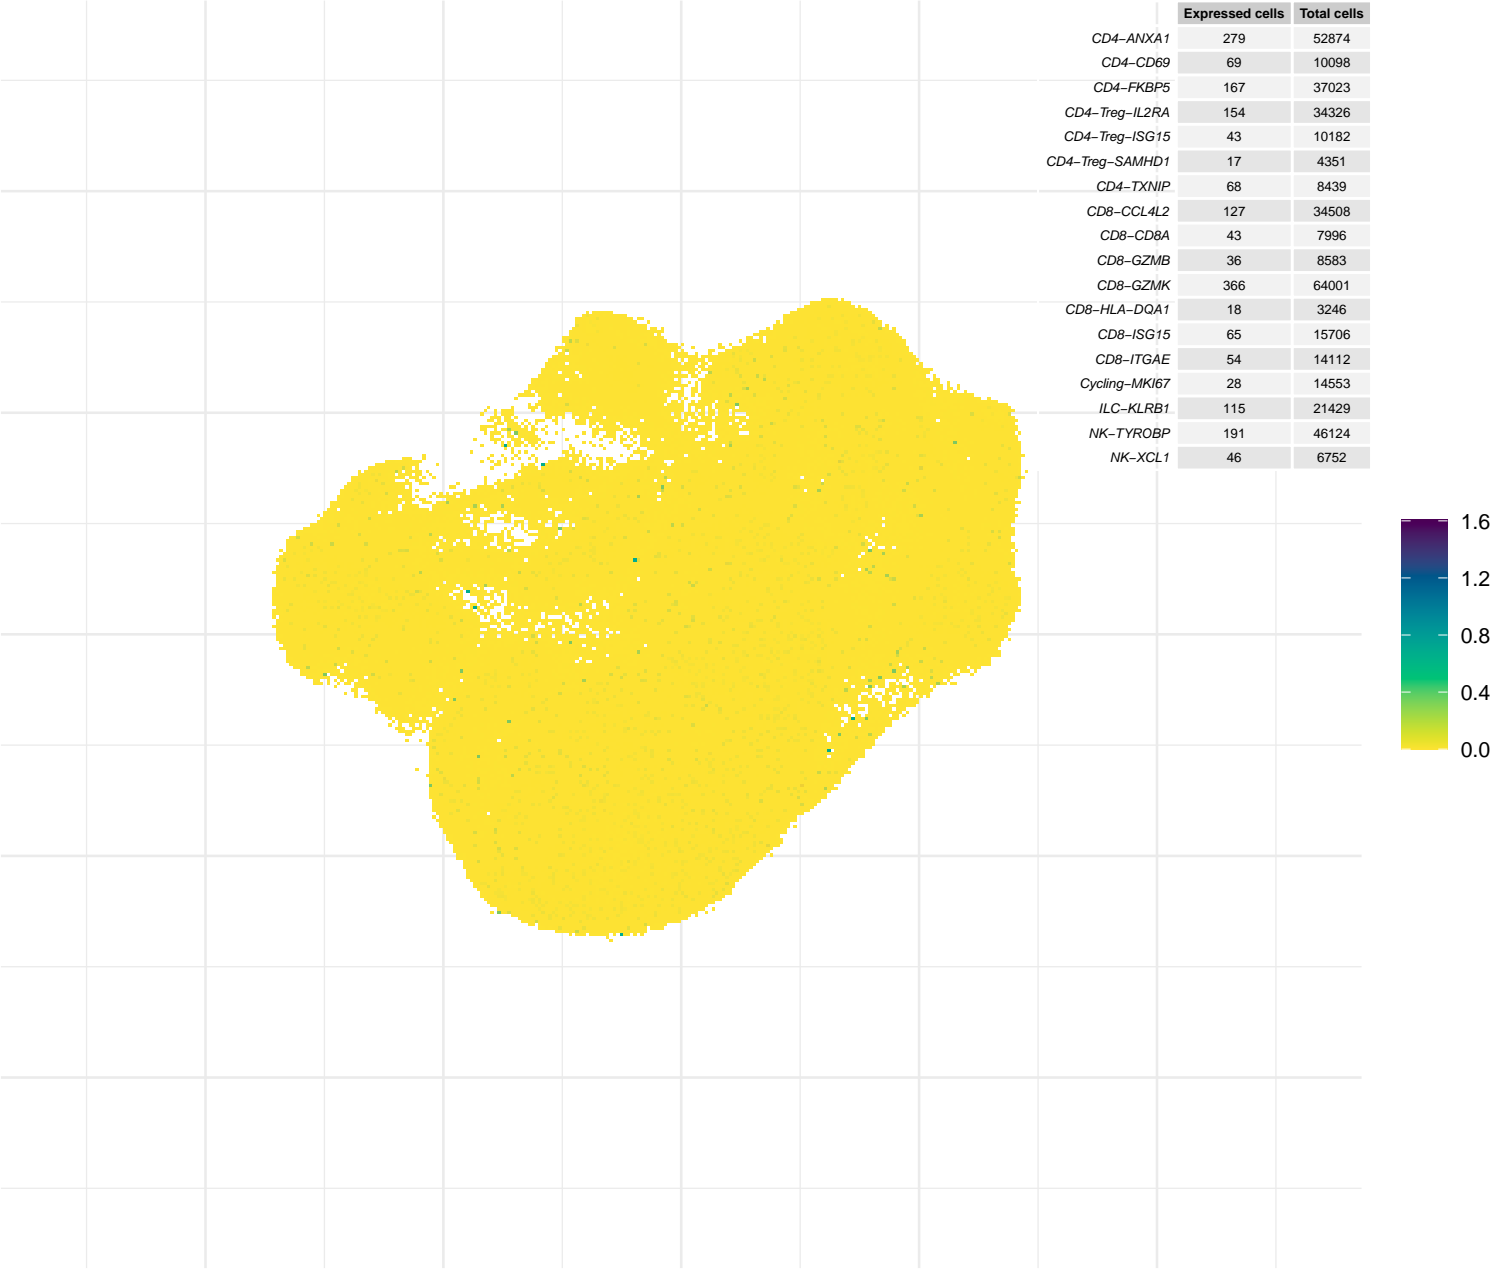 Expressed cells Total cells
CD4−ANXA1 279 52874
CD4−CD69 69 10098
CD4−FKBP5 167 37023
CD4−Treg−IL2RA 154 34326
CD4−Treg−ISG15 43 10182
CD4−Treg−SAMHD1 17 4351
CD4−TXNIP 68 8439
CD8−CCL4L2 127 34508
CD8−CD8A 43 7996
CD8−GZMB 36 8583
CD8−GZMK 366 64001
CD8−HLA−DQA1 18 3246
CD8−ISG15 65 15706
CD8−ITGAE 54 14112
Cycling−MKI67 28 14553
ILC−KLRB1 115 21429
NK−TYROBP 191 46124
NK−XCL1 46 6752
1.6
1.2
0.8
0.4
0.0